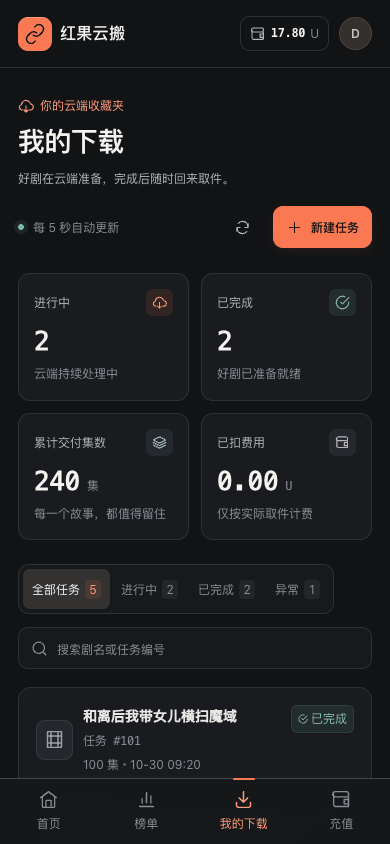 红果云搬
17.80 U
D
你的云端收藏夹
我的下载
好剧在云端准备，完成后随时回来取件。
每 5 秒自动更新
新建任务
进行中
2
云端持续处理中
已完成
2
好剧已准备就绪
累计交付集数
240 集
每一个故事，都值得留住
已扣费用
0.00 U
仅按实际取件计费
全部任务 5 进行中 2 已完成 2 异常 1
搜索剧名或任务编号
和离后我带女儿横扫魔域
已完成
任务 #101
100 集 • 10-30 09:20
首页 榜单 我的下载 充值